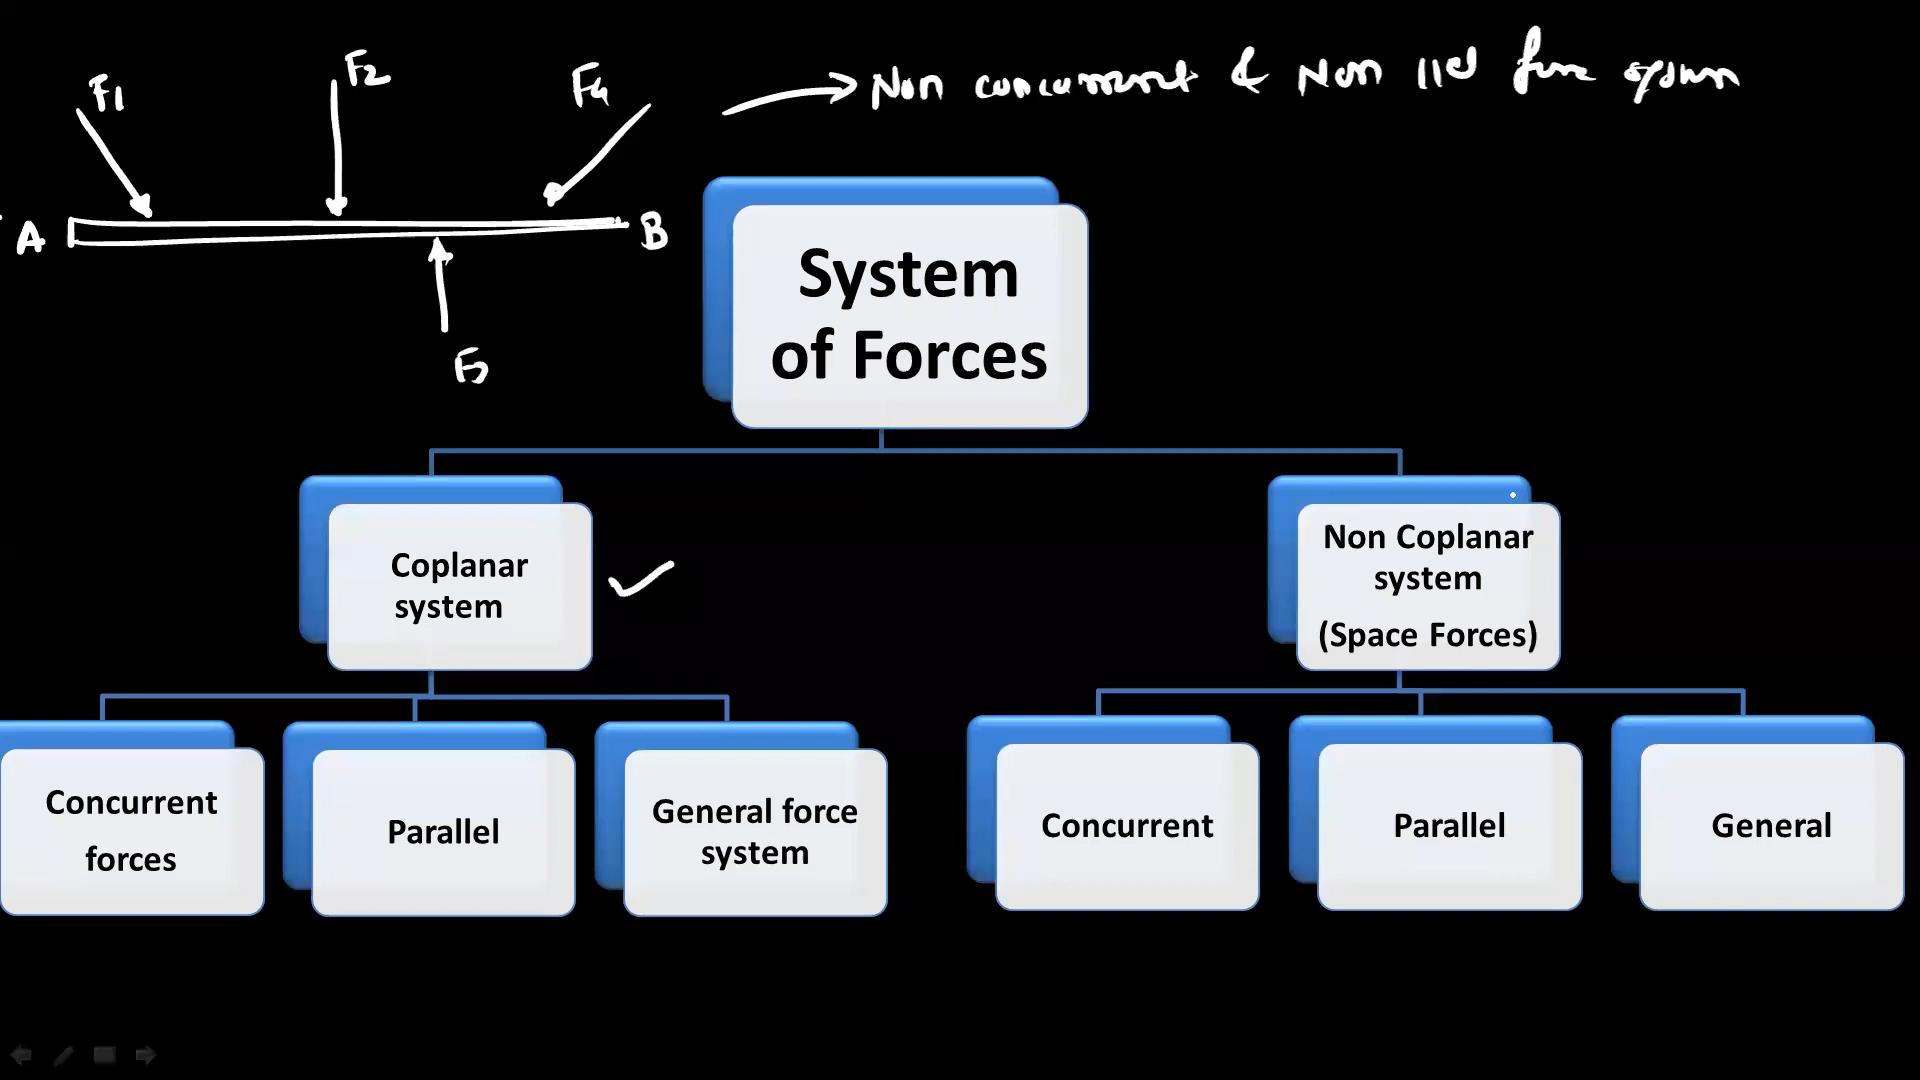 F1
F2
F4
Non concurrent & Non ||el force system
A
B
F3
System
of Forces
Coplanar
system
Non Coplanar
system
(Space Forces)
Concurrent
forces
Parallel
General force
system
Concurrent
Parallel
General